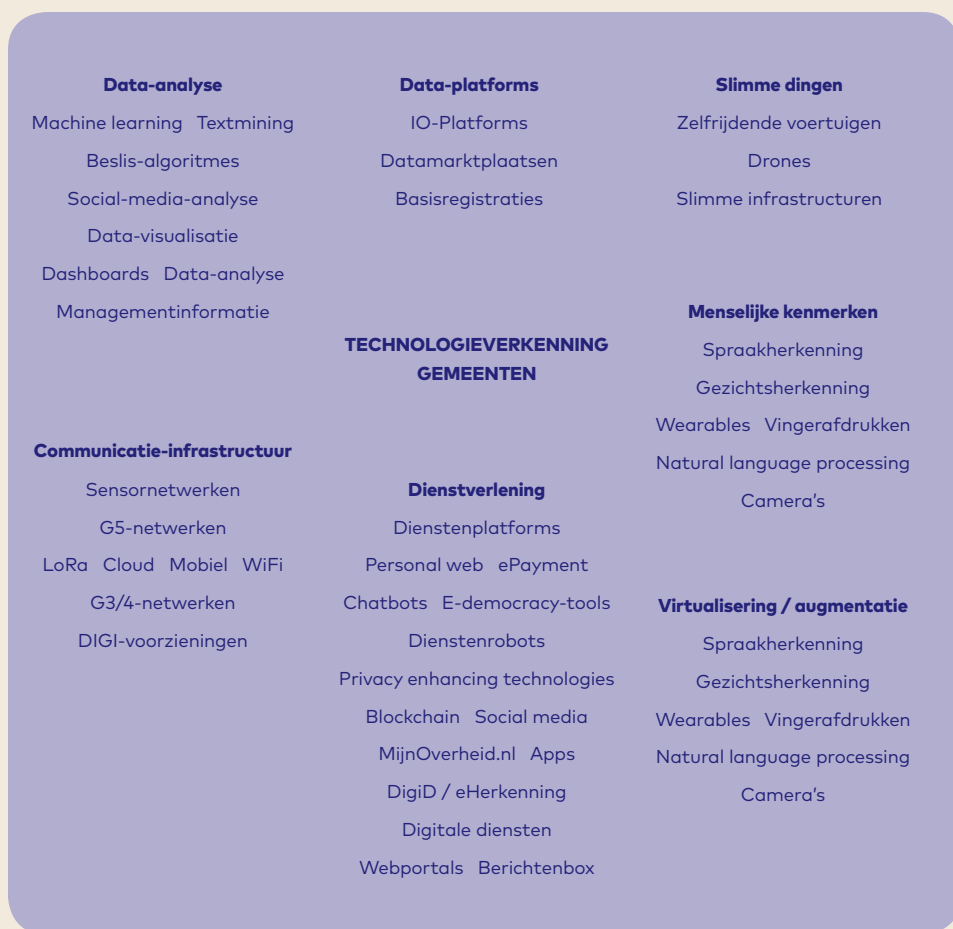 Data-analyse
Machine learning Textmining
Beslis-algoritmes
Social-media-analyse
Data-visualisatie
Dashboards Data-analyse
Managementinformatie
Data-platforms
IO-Platforms
Datamarktplaatsen
Basisregistraties
Slimme dingen
Zelfrijdende voertuigen
Drones
Slimme infrastructuren
TECHNOLOGIEVERKENNING
GEMEENTEN
Menselijke kenmerken
Spraakherkenning
Gezichtsherkenning
Wearables Vingerafdrukken
Natural language processing
Camera's
Communicatie-infrastructuur
Sensornetwerken
G5-netwerken
LoRa Cloud Mobiel WiFi
G3/4-netwerken
DIGI-voorzieningen
Dienstverlening
Dienstenplatforms
Personal web ePayment
Chatbots E-democracy-tools
Dienstenrobots
Privacy enhancing technologies
Blockchain Social media
MijnOverheid.nl Apps
DigiD / eHerkenning
Digitale diensten
Webportals Berichtenbox
Virtualisering / augmentatie
Spraakherkenning
Gezichtsherkenning
Wearables Vingerafdrukken
Natural language processing
Camera's